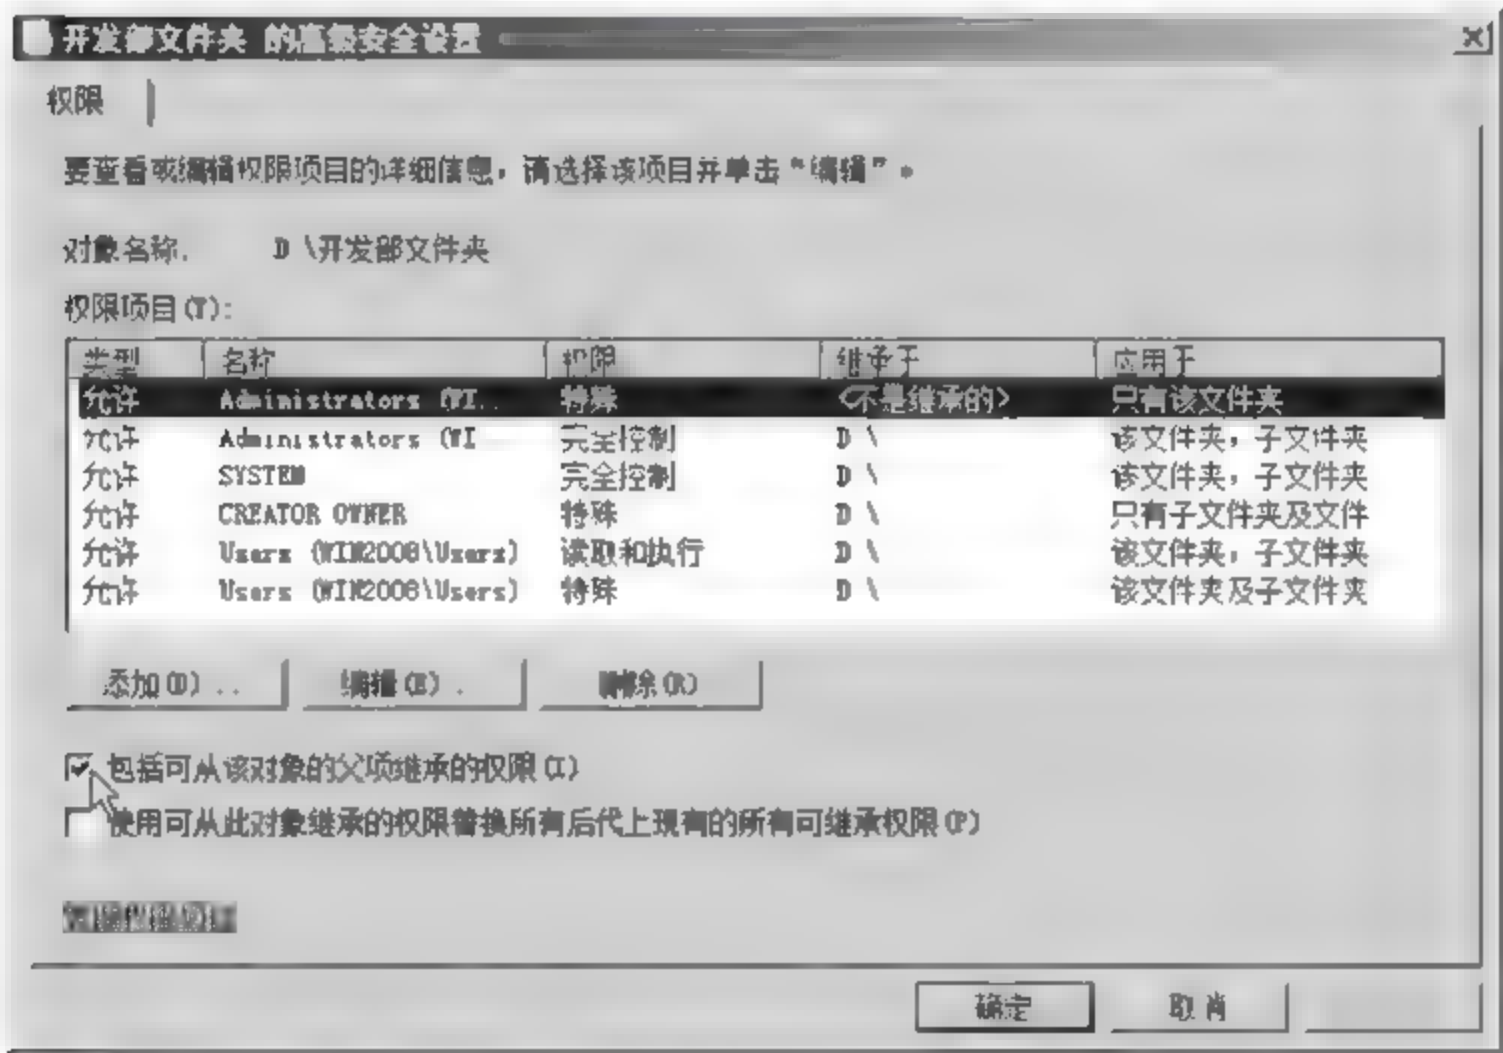 开发部文件夹 的高级安全设置
权限
要查看或编辑权限项目的详细信息，请选择该项目并单击“编辑”。
对象名称: D \开发部文件夹
权限项目(T):
类型 名称 权限 继承于 应用于
允许 Administrators (WI.. 特殊 <不是继承的> 只有该文件夹
允许 Administrators (WI 完全控制 D \ 该文件夹，子文件夹
允许 SYSTEM 完全控制 D \ 该文件夹，子文件夹
允许 CREATOR OWNER 特殊 D \ 只有子文件夹及文件
允许 Users (WIN2008\Users) 读取和执行 D \ 该文件夹，子文件夹
允许 Users (WIN2008\Users) 特殊 D \ 该文件夹及子文件夹
添加(D) .. 编辑(E) . 删除(R)
包括可从该对象的父项继承的权限(I)
使用可从此对象继承的权限替换所有后代上现有的所有可继承权限(P)
确定 取消